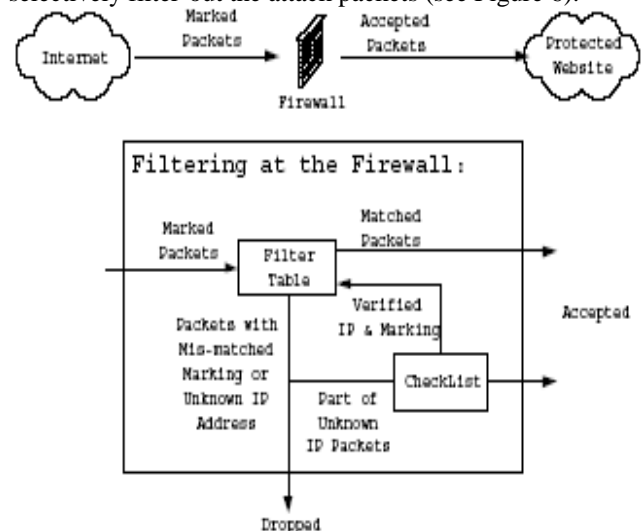 selectively filter out the attach packets (see Figure 6).
Marked
Packets
Accepted
Packets
Internet
Firewall
Protected
Website
Filtering at the Firewall:
Marked
Packets
Matched
Packets
Filter
Table
Verified
IP & Marking
Accepted
Packets with
Mis-matched
Marking or
Unknown IP
Address
CheckList
Part of
Unknown
IP Packets
Dropped